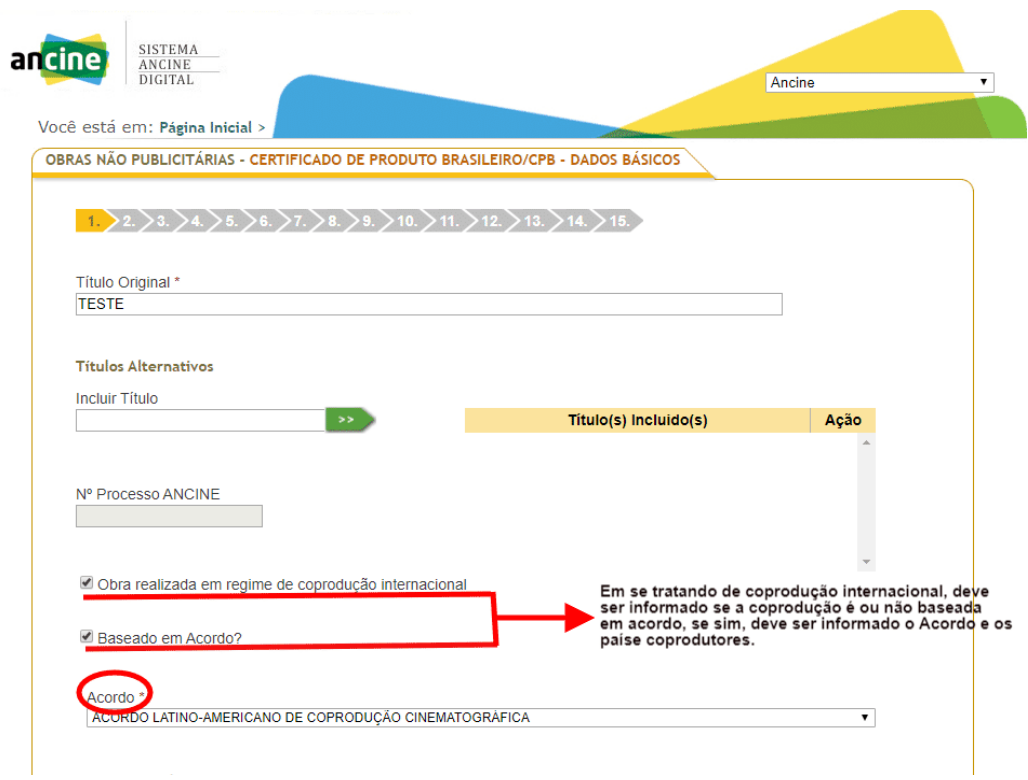 ancine
SISTEMA
ANCINE
DIGITAL
Ancine
Você está em: Página Inicial >
OBRAS NÃO PUBLICITÁRIAS - CERTIFICADO DE PRODUTO BRASILEIRO/CPB - DADOS BÁSICOS
1. 2. 3. 4. 5. 6. 7. 8. 9. 10. 11. 12. 13. 14. 15.
Título Original *
TESTE
Títulos Alternativos
Incluir Título
>>
Título(s) Incluido(s) Ação
Nº Processo ANCINE
Obra realizada em regime de coprodução internacional
Baseado em Acordo?
Em se tratando de coprodução internacional, deve
ser informado se a coprodução é ou não baseada
em acordo, se sim, deve ser informado o Acordo e os
paíse coprodutores.
Acordo *
ACORDO LATINO-AMERICANO DE COPRODUÇÃO CINEMATOGRÁFICA